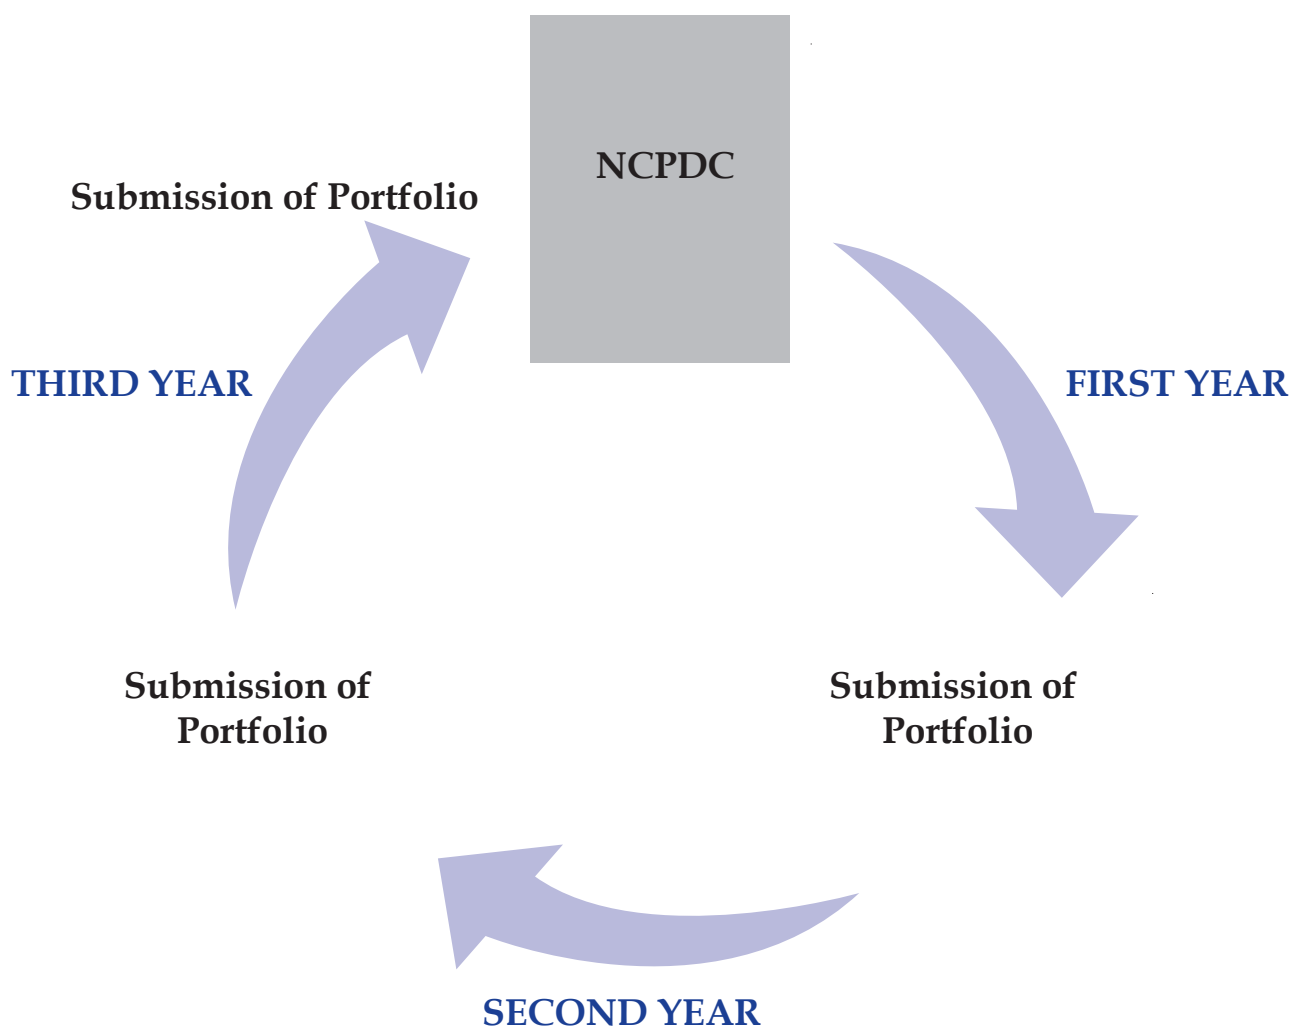 NCPDC
Submission of Portfolio
THIRD YEAR
FIRST YEAR
Submission of
Portfolio
Submission of
Portfolio
SECOND YEAR